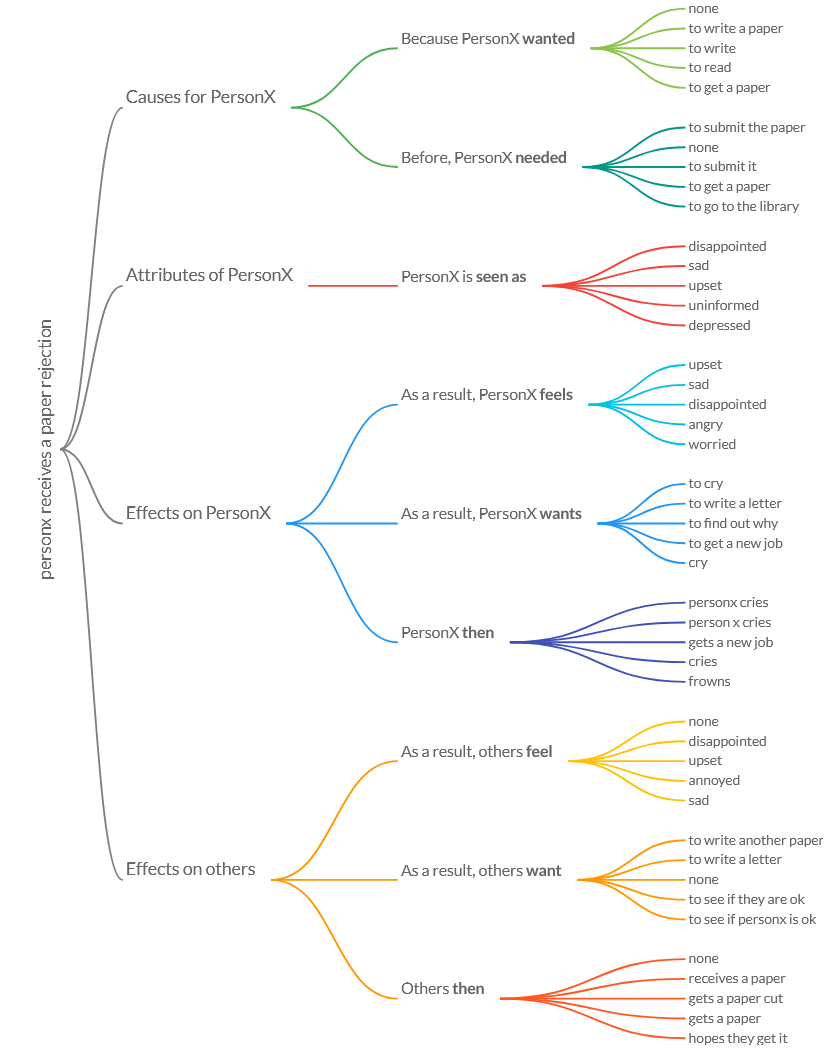 personx receives a paper rejection
Causes for PersonX
Because PersonX wanted
none
to write a paper
to write
to read
to get a paper
Before, PersonX needed
to submit the paper
none
to submit it
to get a paper
to go to the library
Attributes of PersonX
PersonX is seen as
disappointed
sad
upset
uninformed
depressed
Effects on PersonX
As a result, PersonX feels
upset
sad
disappointed
angry
worried
As a result, PersonX wants
to cry
to write a letter
to find out why
to get a new job
cry
PersonX then
personx cries
person x cries
gets a new job
cries
frowns
Effects on others
As a result, others feel
none
disappointed
upset
annoyed
sad
As a result, others want
to write another paper
to write a letter
none
to see if they are ok
to see if personx is ok
Others then
none
receives a paper
gets a paper cut
gets a paper
hopes they get it